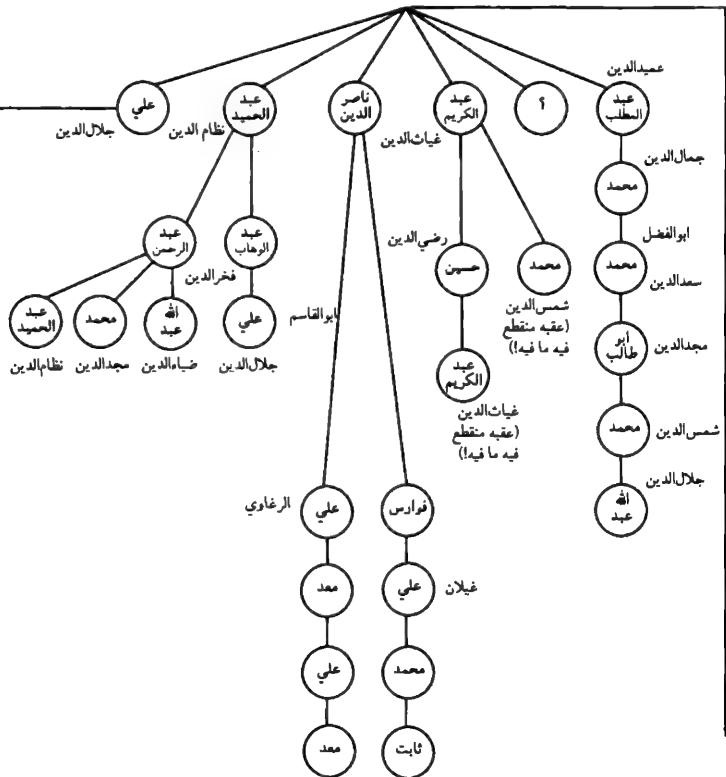 عميدالدين
عبد
المطلب
؟
عبد
الكريم
غياث‌الدين
ناصر
الدين
عبد
الحميد
نظام الدين
علي
جلال‌الدين
جمال‌الدين
محمد
ابوالفضل
محمد
سعدالدين
ابو
طالب
مجدالدين
محمد
شمس‌الدين
جلال‌الدين
الله
عبد
محمد
شمس‌الدين
(عقبه منقطع
فيه ما فيه!)
رضي‌الدين
حسين
عبد
الكريم
غياث‌الدين
(عقبه منقطع
فيه ما فيه!)
ابوالقاسم
فوارس
علي
غيلان
محمد
ثابت
علي
الرغاوي
معد
علي
معد
عبد
الوهاب
فخرالدين
علي
جلال‌الدين
عبد
الرحمن
الله
عبد
ضياءالدين
محمد
مجدالدين
عبد
الحميد
نظام‌الدين